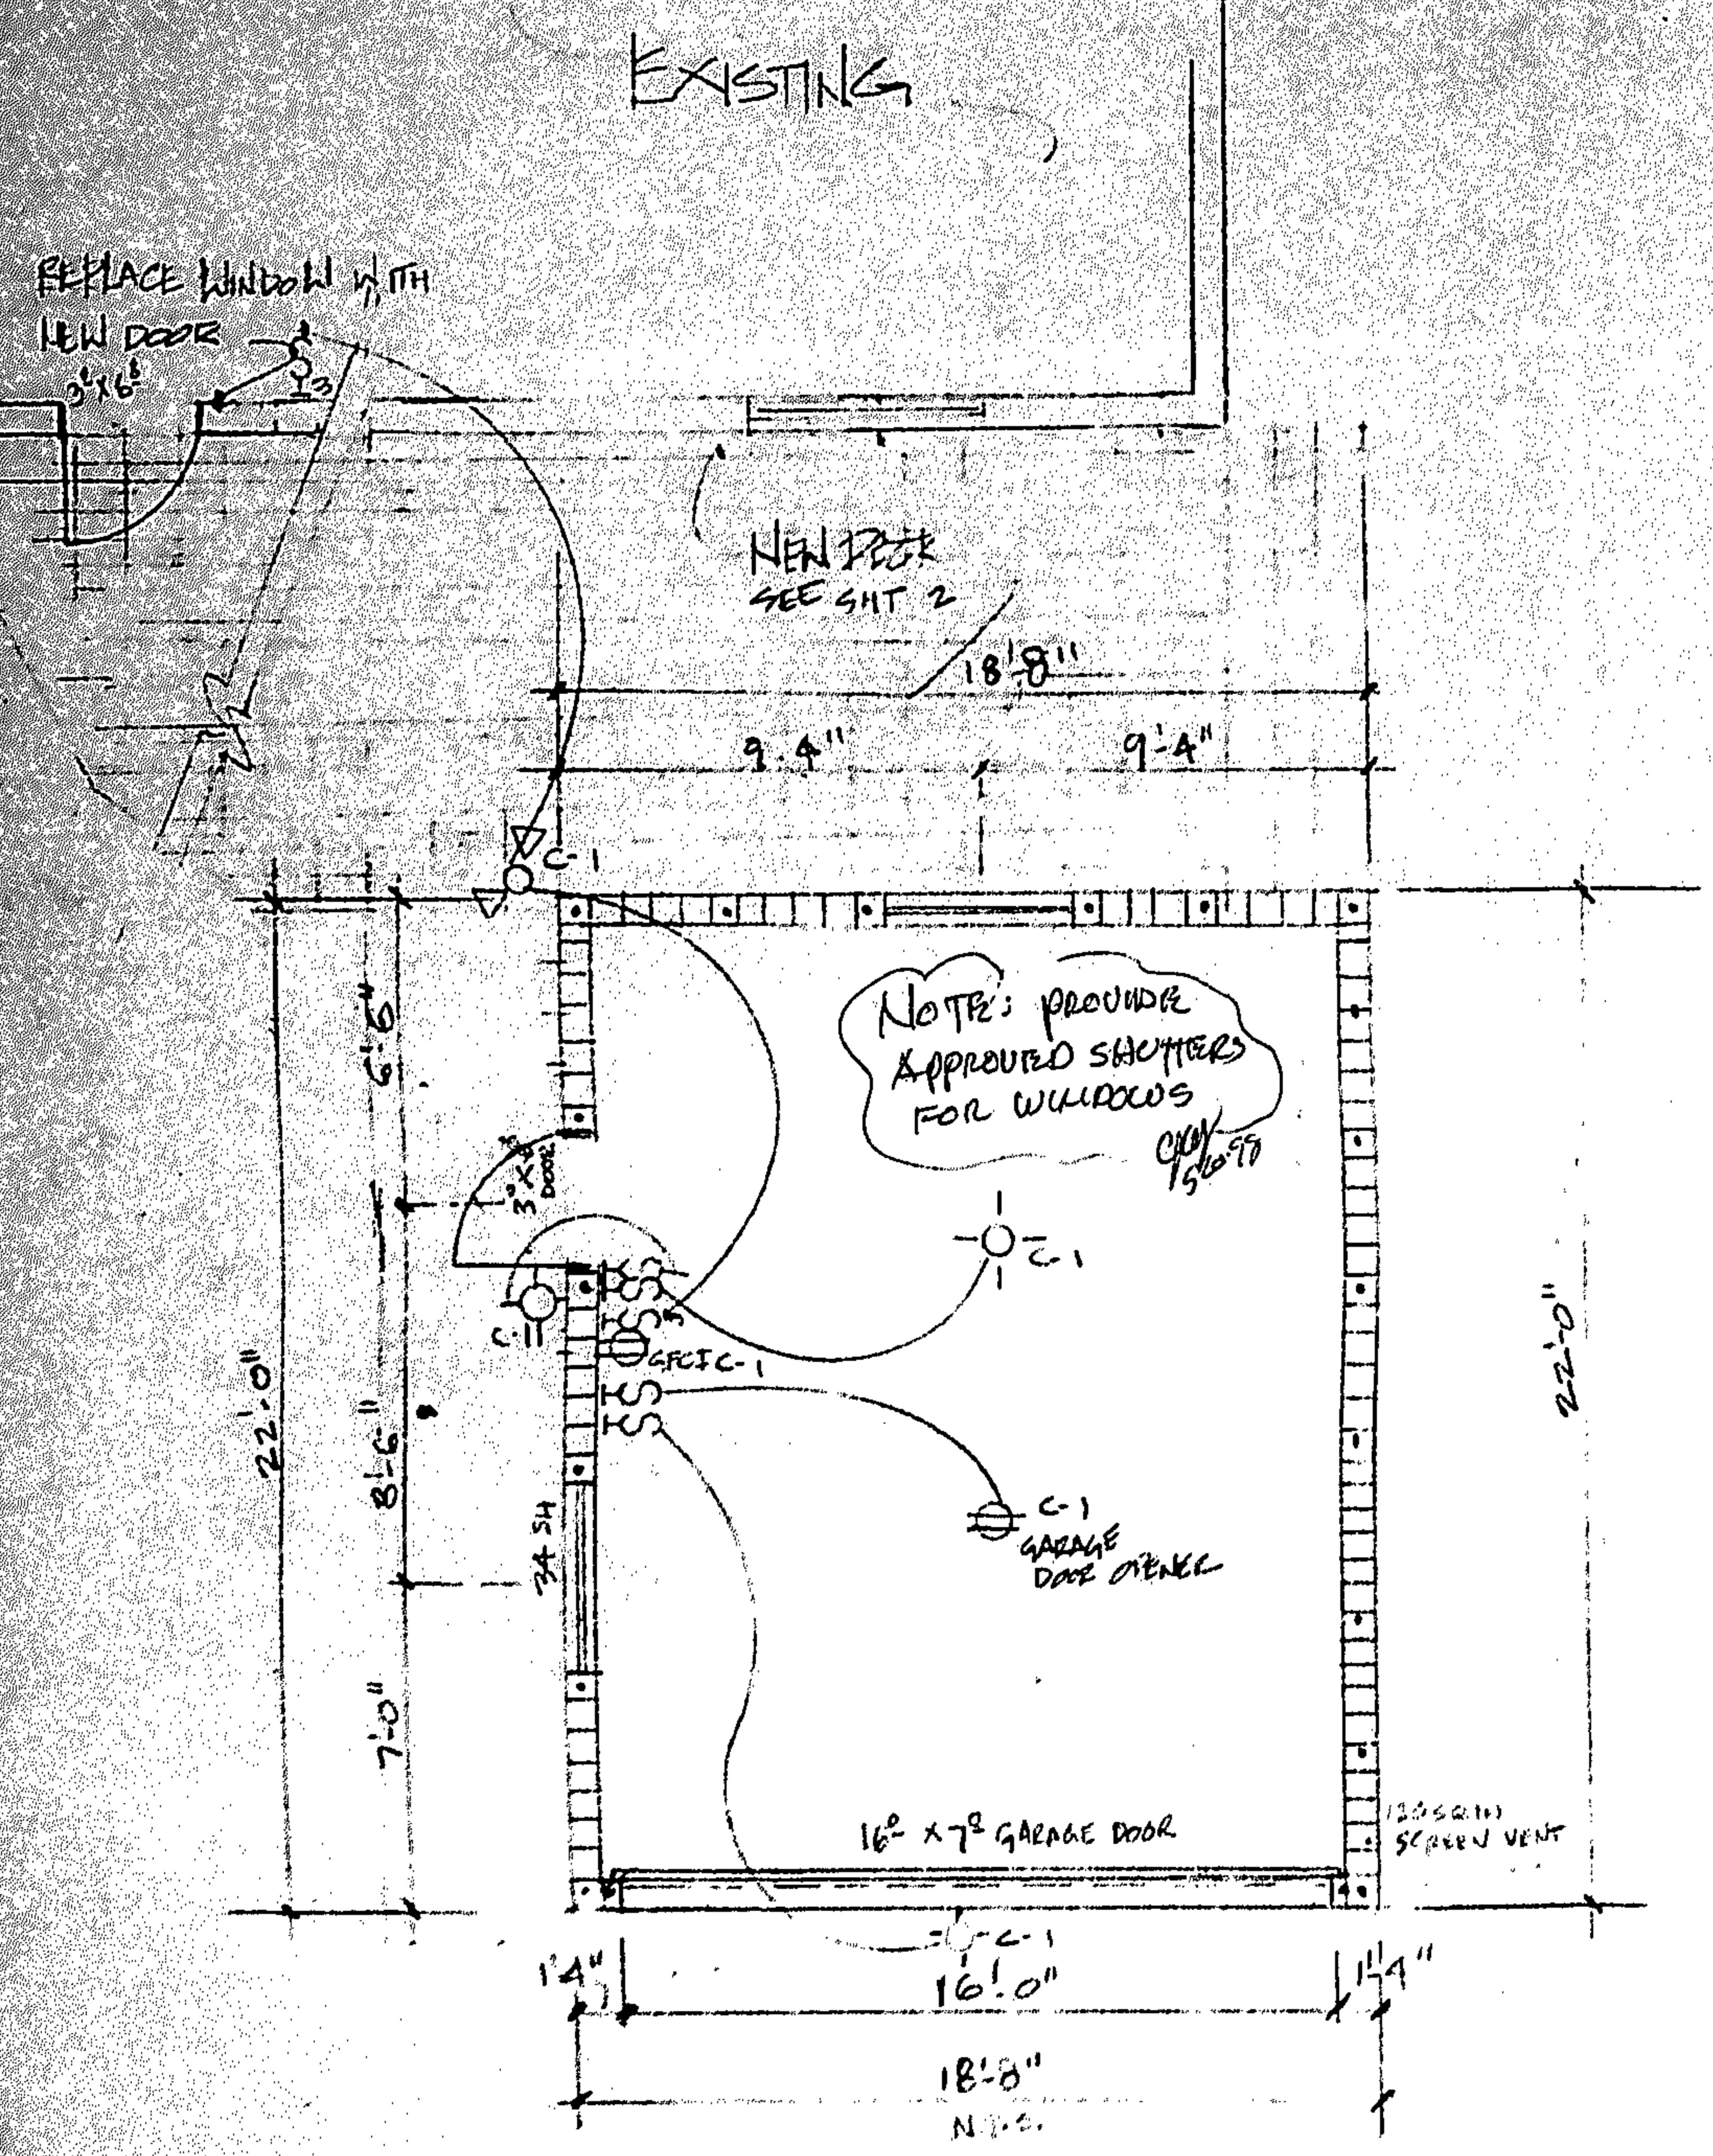 EXISTING
REPLACE WINDOW WITH
NEW DOOR
3⁰ X 6⁸
3
NEW DECK
SEE SHT 2
18'-8"
9'-4"
9'-4"
C-1
6'-6"
NOTE: PROVIDE
APPROVED SHUTTERS
FOR WINDOWS
DOOR
C-1
C-1
GFCI C-1
22'-0"
22'-0"
8'-6"
34 SH
C-1
GARAGE
DOOR OPENER
7'-0"
16⁰ X 7⁰ GARAGE DOOR
SCREEN VENT
C-1
1'4"
16'-0"
1'-4"
18'-8"
N.T.S.